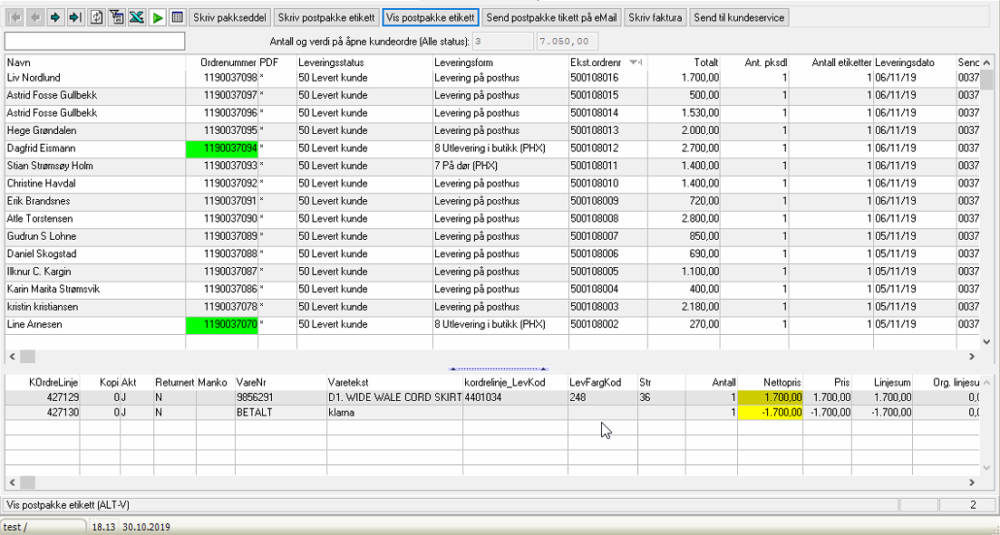 Skriv pakkseddel Skriv postpakke etikett Vis postpakke etikett Send postpakke tikett på eMail Skriv faktura Send til kundeservice
Antall og verdi på åpne kundeordre (Alle status): 3 7.050,00
Navn Ordrenummer PDF Leveringsstatus Leveringsform Ekst.ordrenr 4 Totalt Ant. pksdl Antall etiketter Leveringsdato Senc
Liv Nordlund 1190037098 * 50 Levert kunde Levering på posthus 500108016 1.700,00 1 1 06/11/19 0037
Astrid Fosse Gullbekk 1190037097 * 50 Levert kunde Levering på posthus 500108015 500,00 1 1 06/11/19 0037
Astrid Fosse Gullbekk 1190037096 * 50 Levert kunde Levering på posthus 500108014 1.530,00 1 1 06/11/19 0037
Hege Grøndalen 1190037095 * 50 Levert kunde Levering på posthus 500108013 2.000,00 1 1 06/11/19 0037
Dagfrid Eismann 1190037094 * 50 Levert kunde 8 Utlevering i butikk (PHX) 500108012 2.700,00 1 1 06/11/19 0037
Stian Strømsøy Holm 1190037093 * 50 Levert kunde 7 På dør (PHX) 500108011 1.400,00 1 1 06/11/19 0037
Christine Havdal 1190037092 * 50 Levert kunde Levering på posthus 500108010 1.400,00 1 1 06/11/19 0037
Erik Brandsnes 1190037091 * 50 Levert kunde Levering på posthus 500108009 720,00 1 1 06/11/19 0037
Atle Torstensen 1190037090 * 50 Levert kunde Levering på posthus 500108008 2.800,00 1 1 06/11/19 0037
Gudrun S Lohne 1190037089 * 50 Levert kunde Levering på posthus 500108007 850,00 1 1 05/11/19 0037
Daniel Skogstad 1190037088 * 50 Levert kunde Levering på posthus 500108006 690,00 1 1 05/11/19 0037
Ilknur C. Kargin 1190037087 * 50 Levert kunde Levering på posthus 500108005 1.100,00 1 1 05/11/19 0037
Karin Marita Strømsvik 1190037086 * 50 Levert kunde Levering på posthus 500108004 400,00 1 1 05/11/19 0037
kristin kristiansen 1190037078 * 50 Levert kunde Levering på posthus 500108003 2.180,00 1 1 05/11/19 0037
Line Arnesen 1190037070 * 50 Levert kunde 8 Utlevering i butikk (PHX) 500108002 270,00 1 1 05/11/19 0037
KOrdreLinje Kopi Akt Returnert Manko VareNr Varetekst kordrelinje_LevKod LevFargKod Str Antall Nettopris Pris Linjesum Org. linjesu
427129 0 J N 9856291 D1. WIDE WALE CORD SKIRT 4401034 248 36 1 1.700,00 1.700,00 1.700,00 0,0
427130 0 J N BETALT klarna 1 -1.700,00 -1.700,00 -1.700,00 0,0
Vis postpakke etikett (ALT-V) 2
test / 18.13 30.10.2019